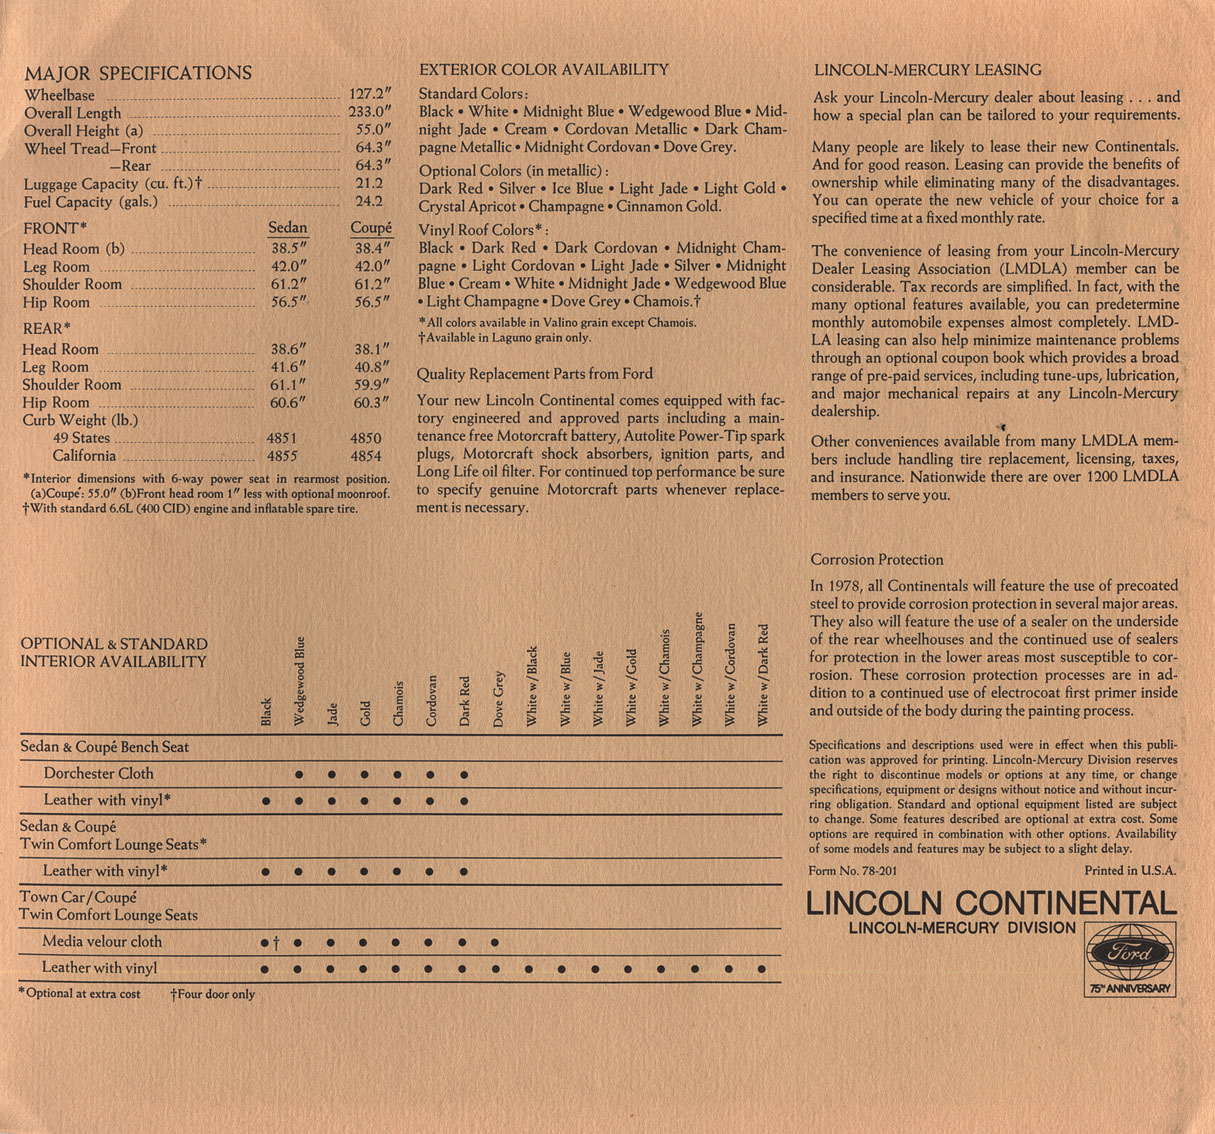 MAJOR SPECIFICATIONS
Wheelbase 127.2"
Overall Length 233.0"
Overall Height (a) 55.0"
Wheel Tread—Front 64.3"
—Rear 64.3"
Luggage Capacity (cu. ft.)† 21.2
Fuel Capacity (gals.) 24.2
FRONT* Sedan Coupé
Head Room (b) 38.5" 38.4"
Leg Room 42.0" 42.0"
Shoulder Room 61.2" 61.2"
Hip Room 56.5" 56.5"
REAR*
Head Room 38.6" 38.1"
Leg Room 41.6" 40.8"
Shoulder Room 61.1" 59.9"
Hip Room 60.6" 60.3"
Curb Weight (lb.)
49 States 4851 4850
California 4855 4854
*Interior dimensions with 6-way power seat in rearmost position.
(a)Coupé: 55.0" (b)Front head room 1" less with optional moonroof.
†With standard 6.6L (400 CID) engine and inflatable spare tire.
EXTERIOR COLOR AVAILABILITY
Standard Colors:
Black • White • Midnight Blue • Wedgewood Blue • Mid-
night Jade • Cream • Cordovan Metallic • Dark Cham-
pagne Metallic • Midnight Cordovan • Dove Grey.
Optional Colors (in metallic):
Dark Red • Silver • Ice Blue • Light Jade • Light Gold •
Crystal Apricot • Champagne • Cinnamon Gold.
Vinyl Roof Colors*:
Black • Dark Red • Dark Cordovan • Midnight Cham-
pagne • Light Cordovan • Light Jade • Silver • Midnight
Blue • Cream • White • Midnight Jade • Wedgewood Blue
• Light Champagne • Dove Grey • Chamois.†
*All colors available in Valino grain except Chamois.
†Available in Laguno grain only.
Quality Replacement Parts from Ford
Your new Lincoln Continental comes equipped with fac-
tory engineered and approved parts including a main-
tenance free Motorcraft battery, Autolite Power-Tip spark
plugs, Motorcraft shock absorbers, ignition parts, and
Long Life oil filter. For continued top performance be sure
to specify genuine Motorcraft parts whenever replace-
ment is necessary.
LINCOLN-MERCURY LEASING
Ask your Lincoln-Mercury dealer about leasing . . . and
how a special plan can be tailored to your requirements.
Many people are likely to lease their new Continentals.
And for good reason. Leasing can provide the benefits of
ownership while eliminating many of the disadvantages.
You can operate the new vehicle of your choice for a
specified time at a fixed monthly rate.
The convenience of leasing from your Lincoln-Mercury
Dealer Leasing Association (LMDLA) member can be
considerable. Tax records are simplified. In fact, with the
many optional features available, you can predetermine
monthly automobile expenses almost completely. LMD-
LA leasing can also help minimize maintenance problems
through an optional coupon book which provides a broad
range of pre-paid services, including tune-ups, lubrication,
and major mechanical repairs at any Lincoln-Mercury
dealership.
Other conveniences available from many LMDLA mem-
bers include handling tire replacement, licensing, taxes,
and insurance. Nationwide there are over 1200 LMDLA
members to serve you.
Corrosion Protection
In 1978, all Continentals will feature the use of precoated
steel to provide corrosion protection in several major areas.
They also will feature the use of a sealer on the underside
of the rear wheelhouses and the continued use of sealers
for protection in the lower areas most susceptible to cor-
rosion. These corrosion protection processes are in ad-
dition to a continued use of electrocoat first primer inside
and outside of the body during the painting process.
Specifications and descriptions used were in effect when this publi-
cation was approved for printing. Lincoln-Mercury Division reserves
the right to discontinue models or options at any time, or change
specifications, equipment or designs without notice and without incur-
ring obligation. Standard and optional equipment listed are subject
to change. Some features described are optional at extra cost. Some
options are required in combination with other options. Availability
of some models and features may be subject to a slight delay.
Form No. 78-201 Printed in U.S.A.
LINCOLN CONTINENTAL
LINCOLN-MERCURY DIVISION
Ford
75TH ANNIVERSARY
OPTIONAL & STANDARD
INTERIOR AVAILABILITY
Black
Wedgewood Blue
Jade
Gold
Chamois
Cordovan
Dark Red
Dove Grey
White w/Black
White w/Blue
White w/Jade
White w/Gold
White w/Chamois
White w/Champagne
White w/Cordovan
White w/Dark Red
Sedan & Coupé Bench Seat
Dorchester Cloth • • • • • •
Leather with vinyl* • • • • • • •
Sedan & Coupé
Twin Comfort Lounge Seats*
Leather with vinyl* • • • • • • •
Town Car/Coupé
Twin Comfort Lounge Seats
Media velour cloth •† • • • • • • •
Leather with vinyl • • • • • • • • • • • • • • • •
*Optional at extra cost †Four door only